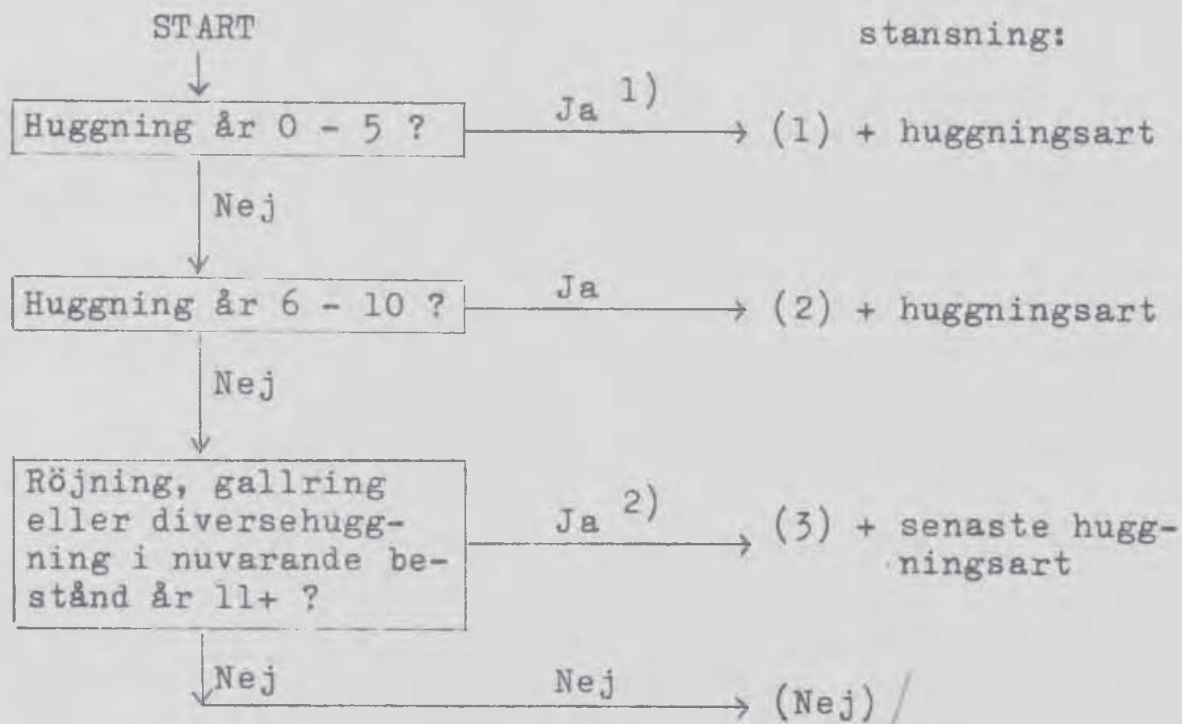 START
stansning:
Huggning år 0 - 5 ?
Ja 1)
(1) + huggningsart
Nej
Huggning år 6 - 10 ?
Ja
(2) + huggningsart
Nej
Röjning, gallring
eller diversehugg-
ning i nuvarande be-
stånd år 11+ ?
Ja 2)
(3) + senaste hugg-
ningsart
Nej
Nej
(Nej) /